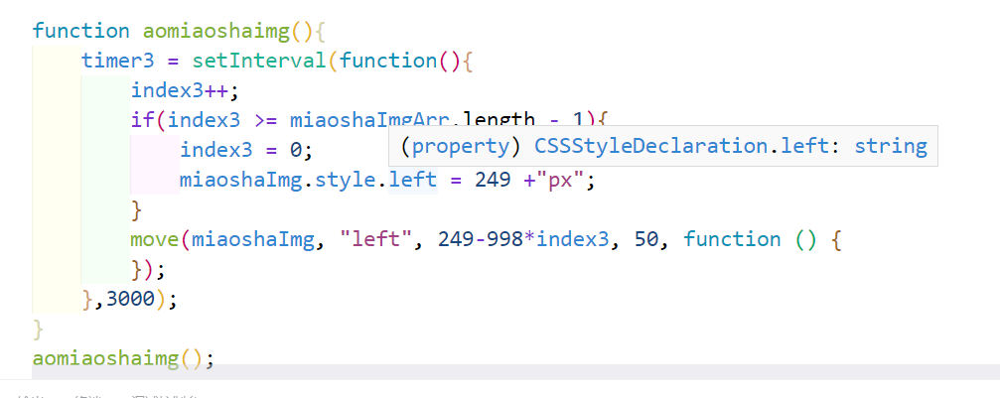 function aomiaoshaimg(){
timer3 = setInterval(function(){
index3++;
if(index3 >= miaoshaImgArr.length - 1){
index3 = 0;
(property) CSSStyleDeclaration.left: string
miaoshaImg.style.left = 249 +"px";
}
move(miaoshaImg, "left", 249-998*index3, 50, function () {
});
},3000);
}
aomiaoshaimg();